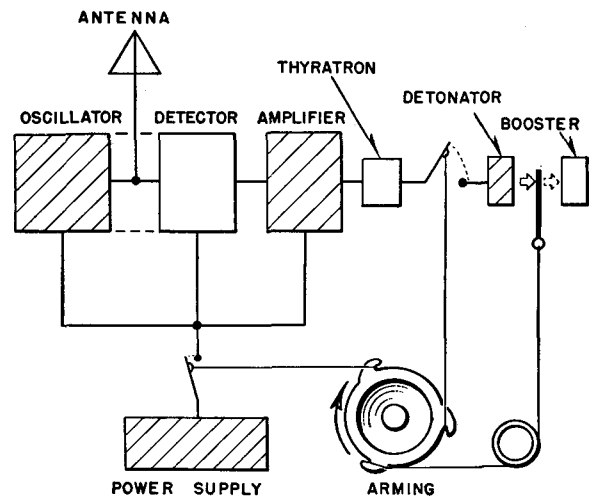 ANTENNA
THYRATRON
DETONATOR
OSCILLATOR DETECTOR AMPLIFIER
BOOSTER
POWER SUPPLY
ARMING